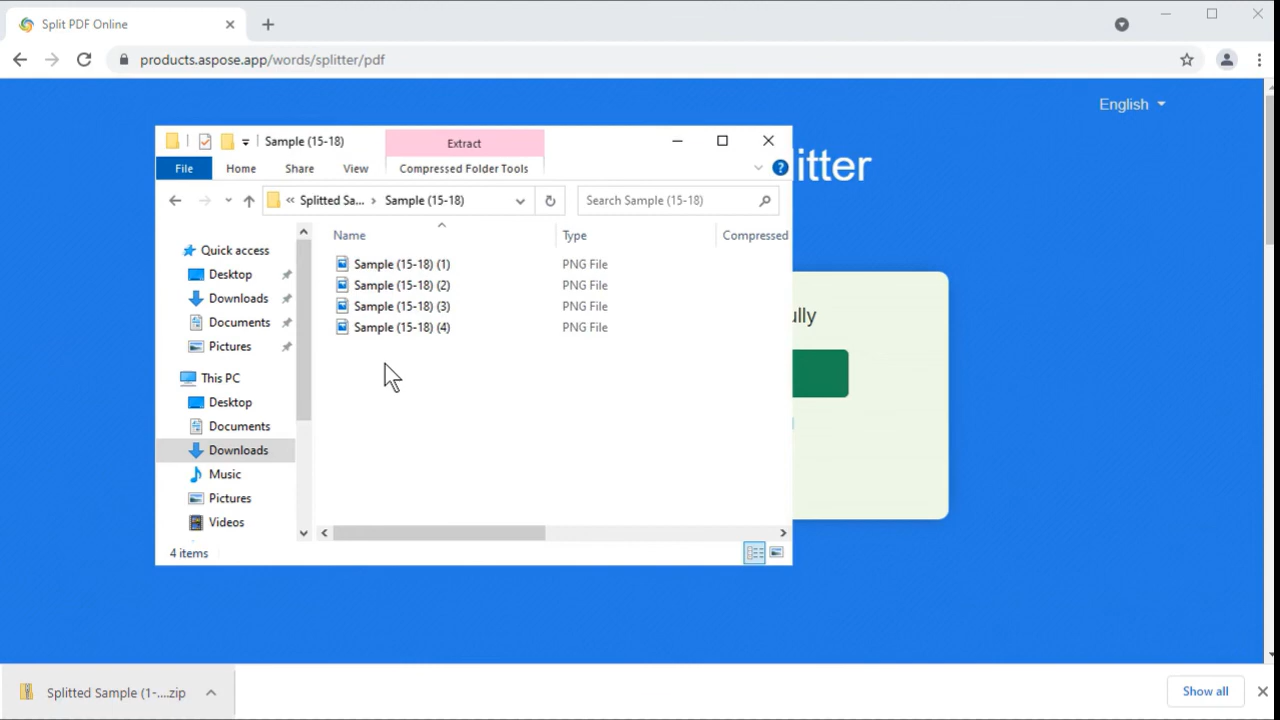 Split PDF Online
products.aspose.app/words/splitter/pdf
English
litter
Sample (15-18)
Extract
File
Home
Share
View
Compressed Folder Tools
« Splitted Sa... > Sample (15-18)
Search Sample (15-18)
Name
Type
Compressed
Quick access
Desktop
Downloads
Documents
Pictures
This PC
Desktop
Documents
Downloads
Music
Pictures
Videos
Sample (15-18) (1) PNG File
Sample (15-18) (2) PNG File
Sample (15-18) (3) PNG File
Sample (15-18) (4) PNG File
4 items
ully
Splitted Sample (1-....zip
Show all